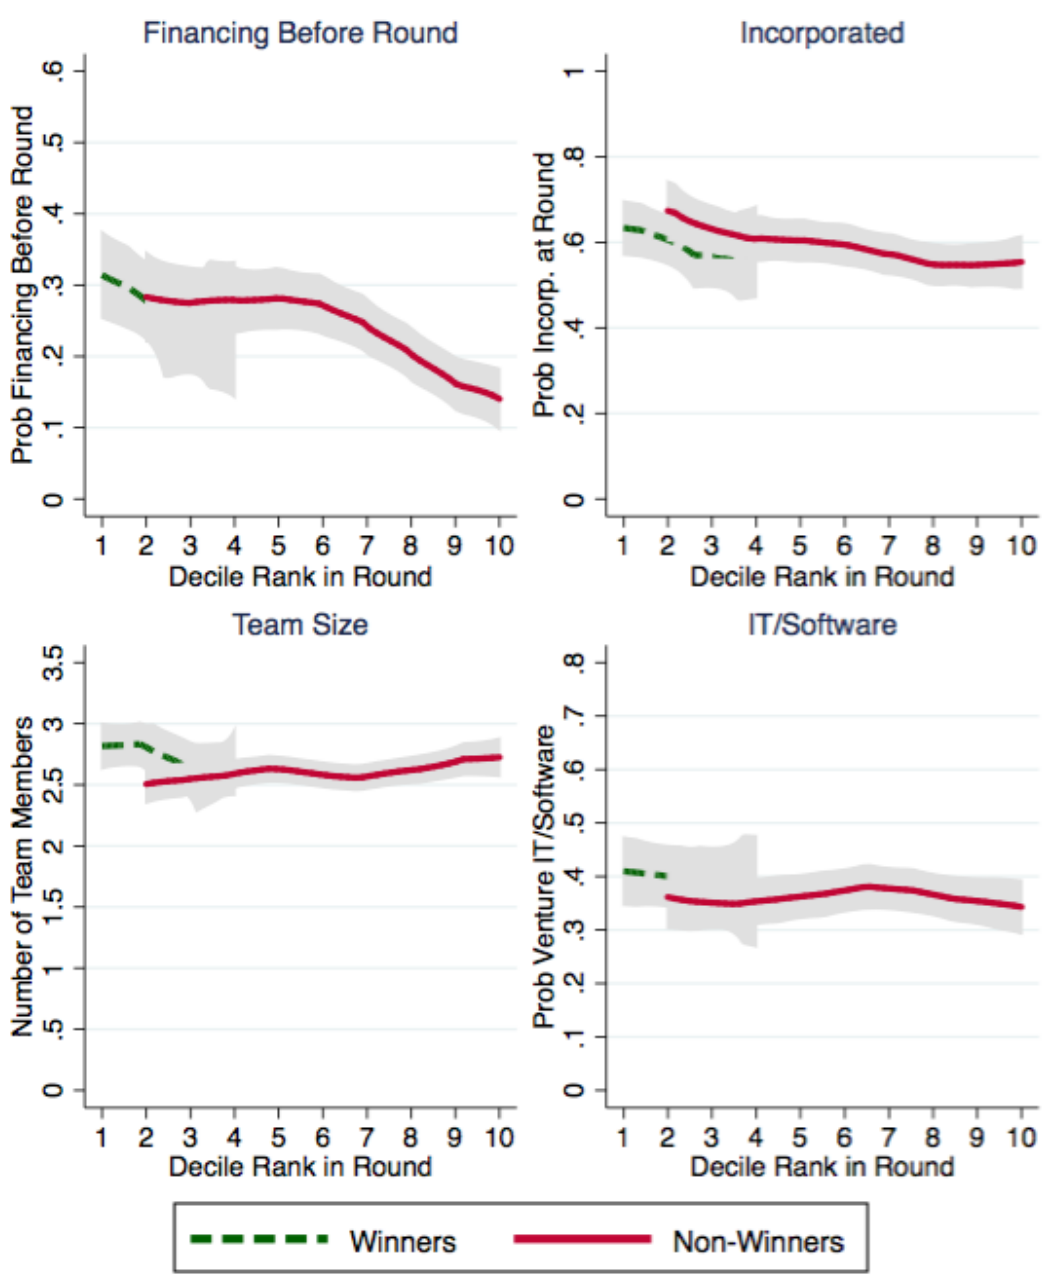 Financing Before Round
Prob Financing Before Round
.6
.5
.4
.3
.2
.1
0
1 2 3 4 5 6 7 8 9 10
Decile Rank in Round
Incorporated
Prob Incorp. at Round
1
.8
.6
.4
.2
0
1 2 3 4 5 6 7 8 9 10
Decile Rank in Round
Team Size
Number of Team Members
3.5
3
2.5
2
1.5
1
.5
0
1 2 3 4 5 6 7 8 9 10
Decile Rank in Round
IT/Software
Prob Venture IT/Software
.8
.7
.6
.5
.4
.3
.2
.1
0
1 2 3 4 5 6 7 8 9 10
Decile Rank in Round
Winners Non-Winners